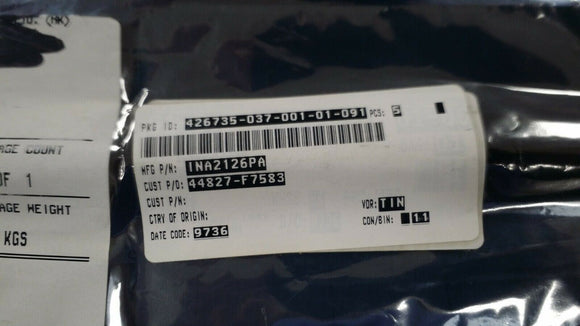 (HK)
PKG ID: 426735-037-001-01-091 PCS: 5
MFG P/N: INA2126PA
CUST P/O: 44827-F7583
CUST P/N:
CTRY OF ORIGIN:
DATE CODE: 9736
VDR: TIN
CON/BIN: 11
AGE COUNT
OF 1
AGE WEIGHT
KGS